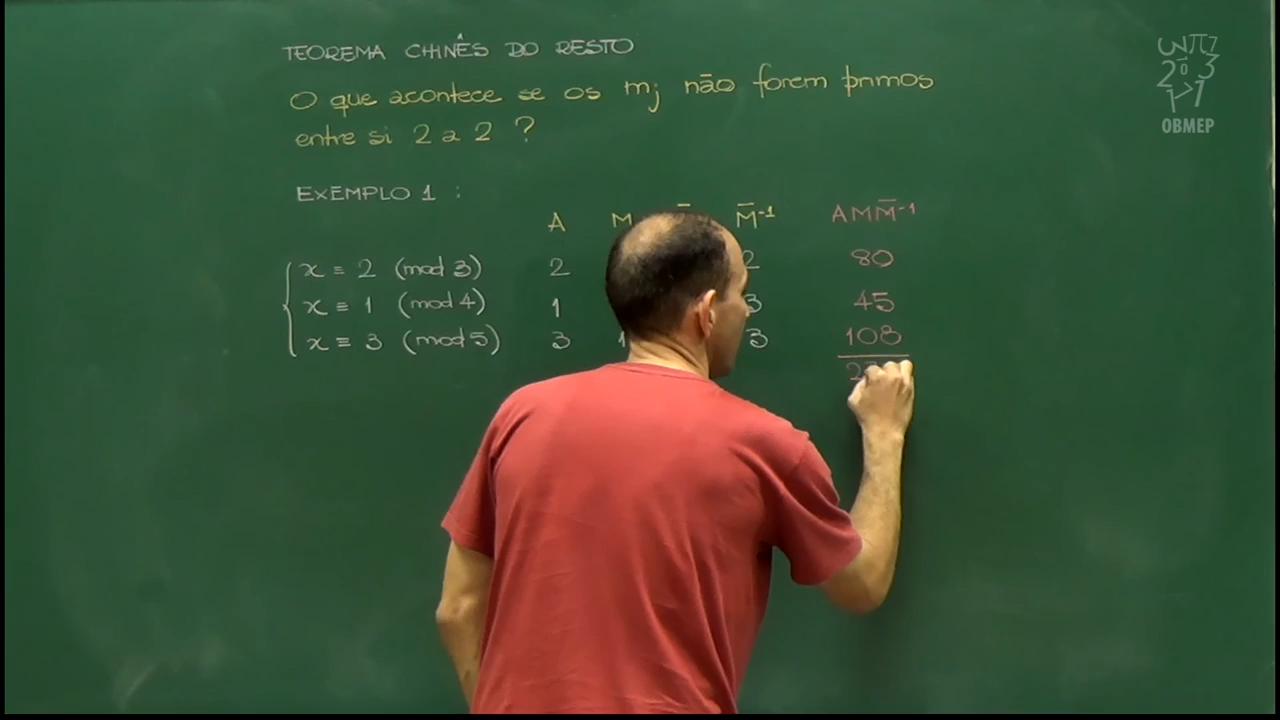 TEOREMA CHINÊS DO RESTO
O que acontece se os mj não forem primos
entre si 2 a 2 ?
EXEMPLO 1 :
A M M̄⁻¹ AMM̄⁻¹
x ≡ 2 (mod 3) 2 2 80
x ≡ 1 (mod 4) 1 3 45
x ≡ 3 (mod 5) 3 1 3 108
2
OBMEP